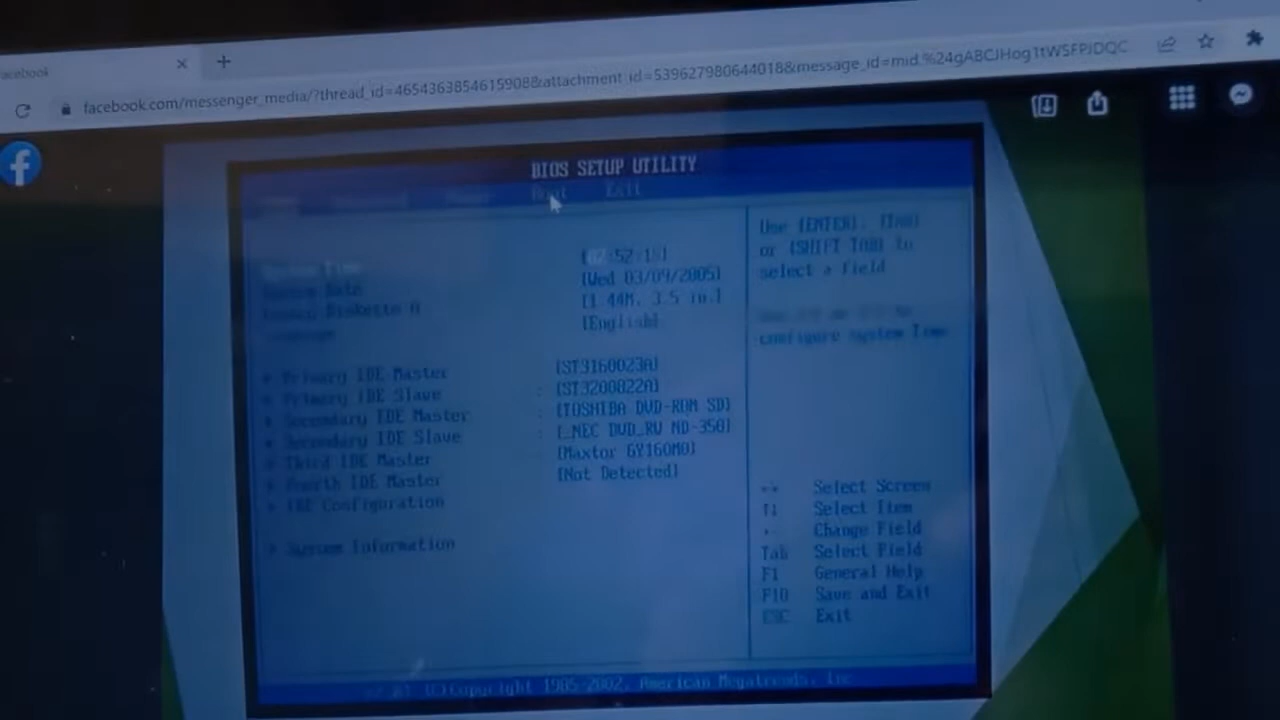 facebook.com/messenger_media/?thread_id=4654363854615908&attachment_id=539627980644018&message_id=mid.%24gABCJHog1tWSFPJDQC
BIOS SETUP UTILITY
Boot Exit
:52:18]
[Wed 03/09/2005]
Diskette A [1.44M, 3.5 in.]
[English]
Primary IDE Master [ST3160023A]
Primary IDE Slave : [ST3200822A]
Secondary IDE Master : [TOSHIBA DVD-ROM SD]
Secondary IDE Slave : [_NEC DVD_RW ND-350]
Third IDE Master [Maxtor 6Y160M0]
Fourth IDE Master [Not Detected]
IDE Configuration
System Information
Use [ENTER], [TAB]
or [SHIFT-TAB] to
select a field
configure system Time
Select Screen
↑↓ Select Item
Change Field
Tab Select Field
F1 General Help
F10 Save and Exit
ESC Exit
(C)Copyright 1985-2002, American Megatrends, Inc